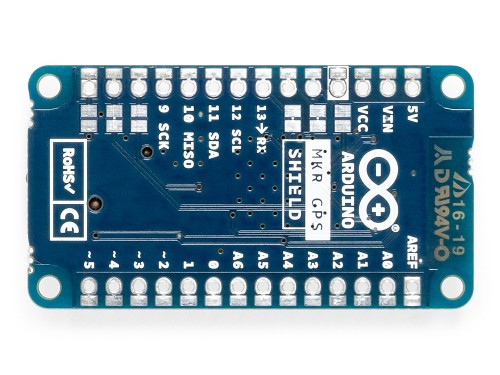 5V
VIN
VCC
13→RX
12 SCL
11 SDA
10 MISO
9 SCK
ARDUINO
MKR GPS
SHIELD
RoHS
CE
16-19
AREF
A0
A1
A2
A3
A4
A5
A6
0
1
~2
~3
~4
~5